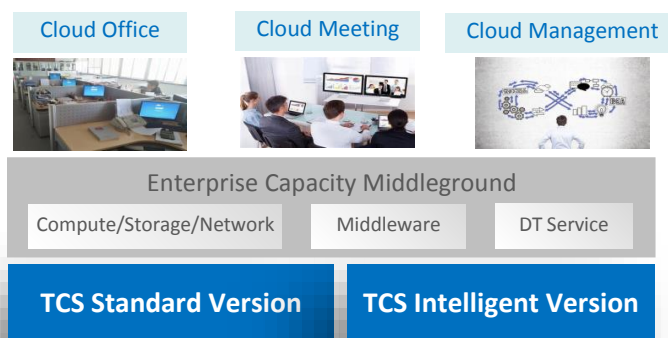 Cloud Office
Cloud Meeting
Cloud Management
Enterprise Capacity Middleground
Compute/Storage/Network
Middleware
DT Service
TCS Standard Version
TCS Intelligent Version